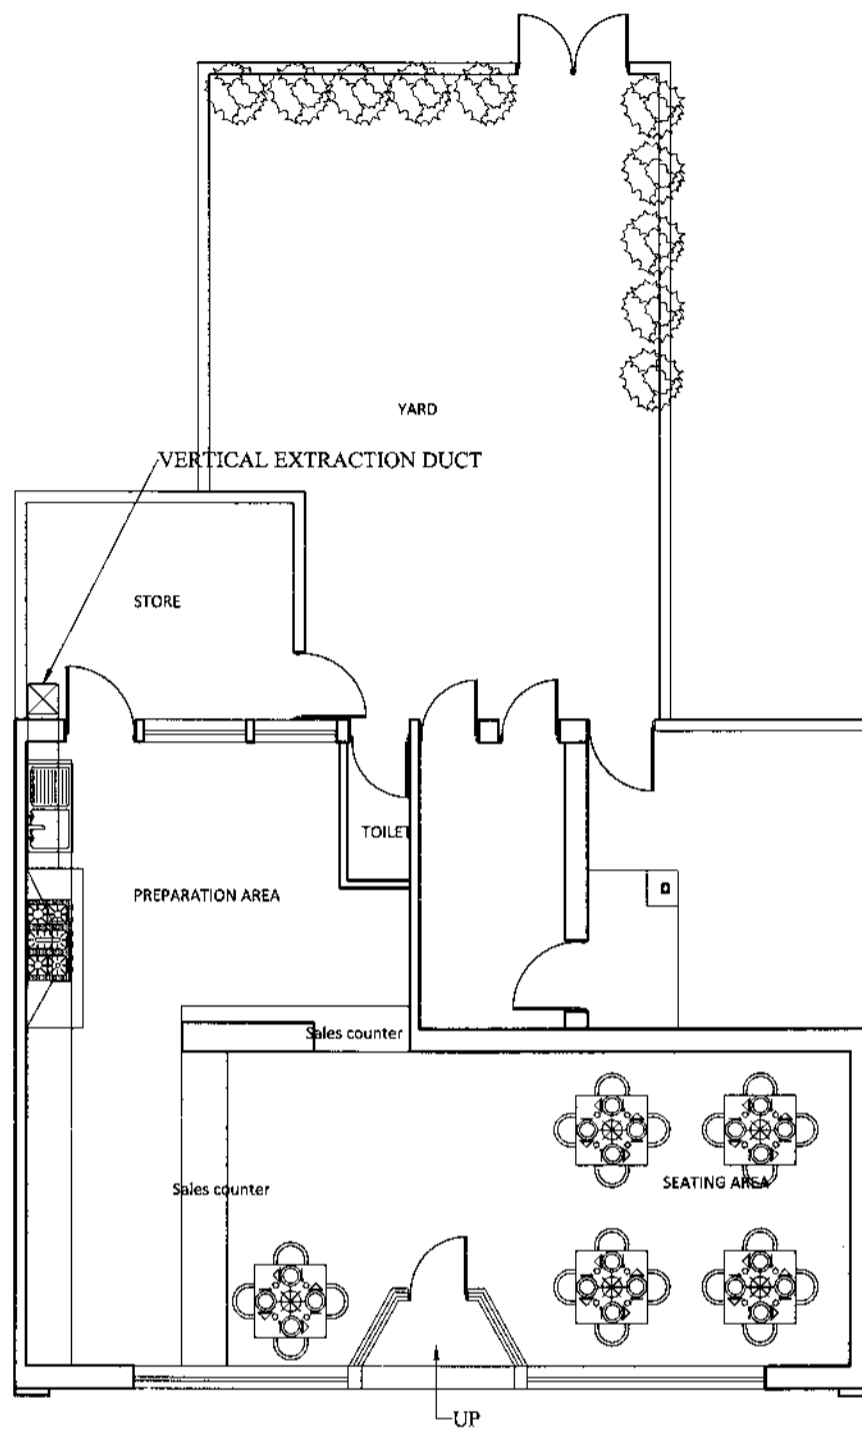 YARD
VERTICAL EXTRACTION DUCT
STORE
TOILET
PREPARATION AREA
Sales counter
SEATING AREA
Sales counter
UP